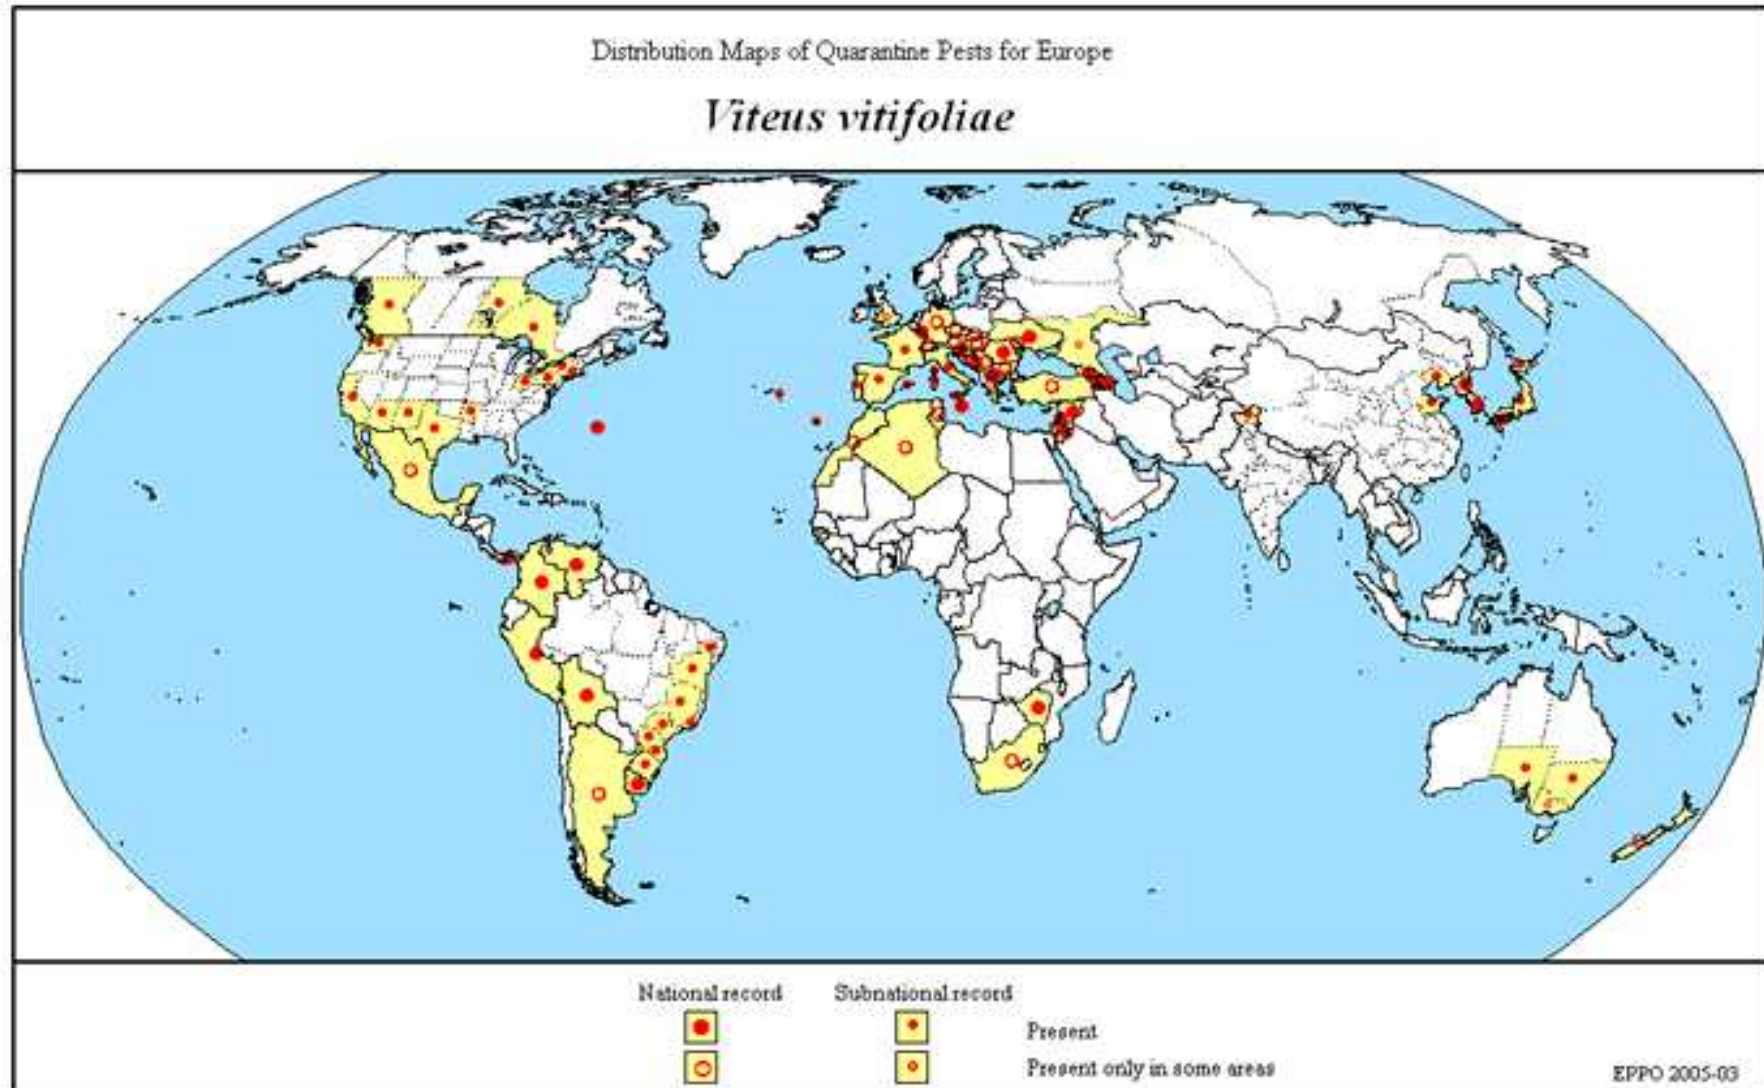 Distribution Maps of Quarantine Pests for Europe
Viteus vitifoliae
National record Subnational record
Present
Present only in some areas
EPPO 2005-03